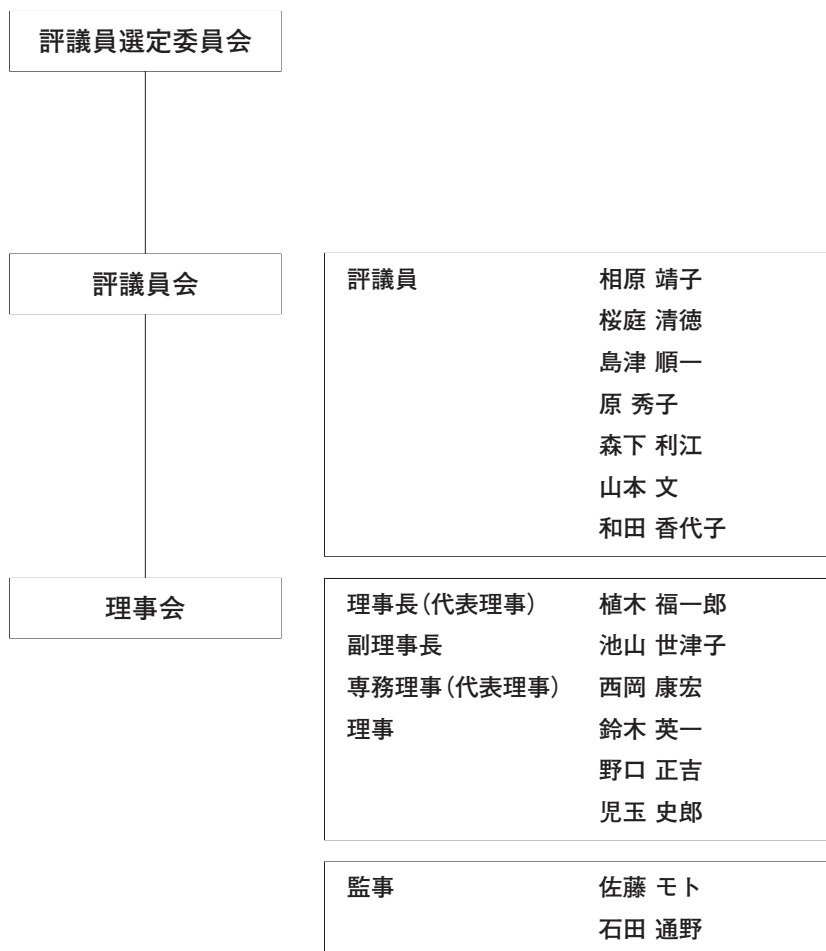 評議員選定委員会
評議員会
評議員 相原 靖子
桜庭 清徳
島津 順一
原 秀子
森下 利江
山本 文
和田 香代子
理事会
理事長（代表理事） 植木 福一郎
副理事長 池山 世津子
専務理事（代表理事） 西岡 康宏
理事 鈴木 英一
野口 正吉
児玉 史郎
監事 佐藤 モト
石田 通野